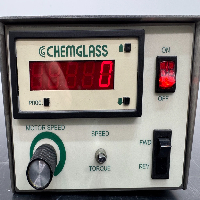 CHEMGLASS
0
PROG
ON
OFF
MOTOR SPEED
SPEED
TORQUE
FWD
REV